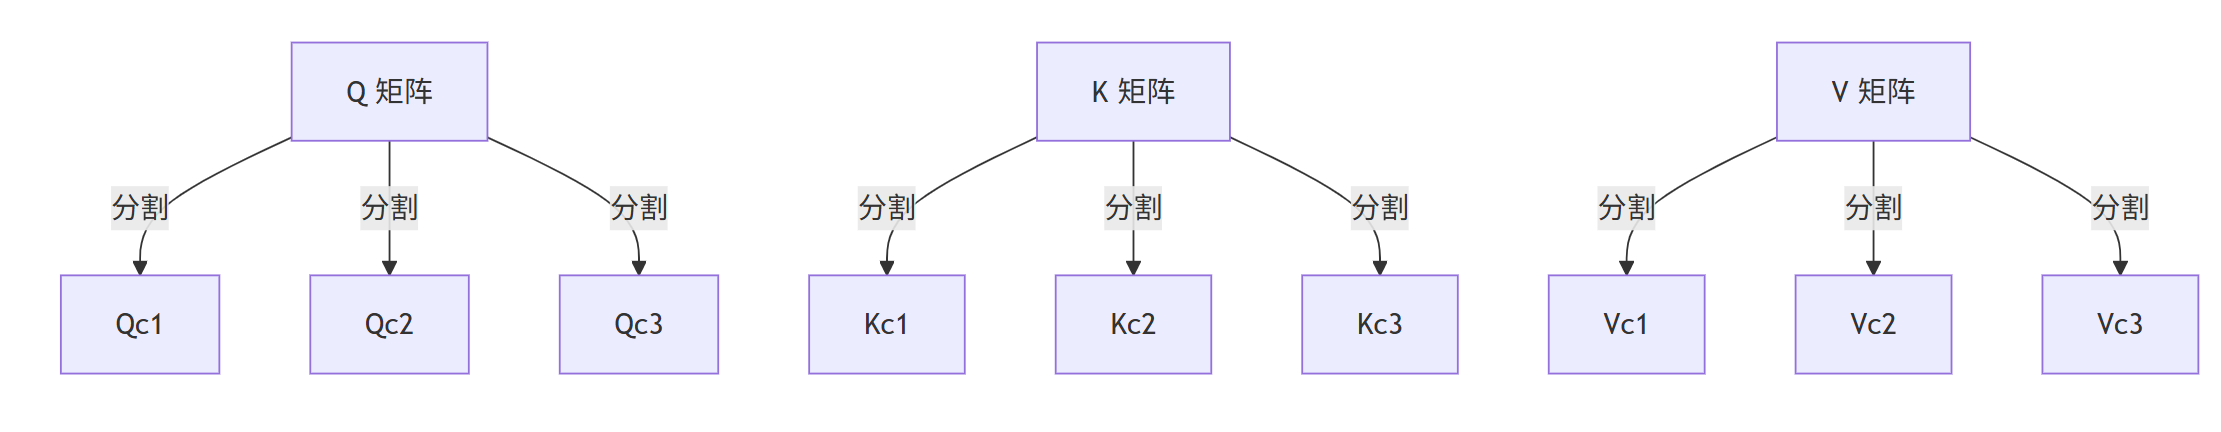 Q 矩阵
K 矩阵
V 矩阵
分割
分割
分割
分割
分割
分割
分割
分割
分割
Qc1
Qc2
Qc3
Kc1
Kc2
Kc3
Vc1
Vc2
Vc3